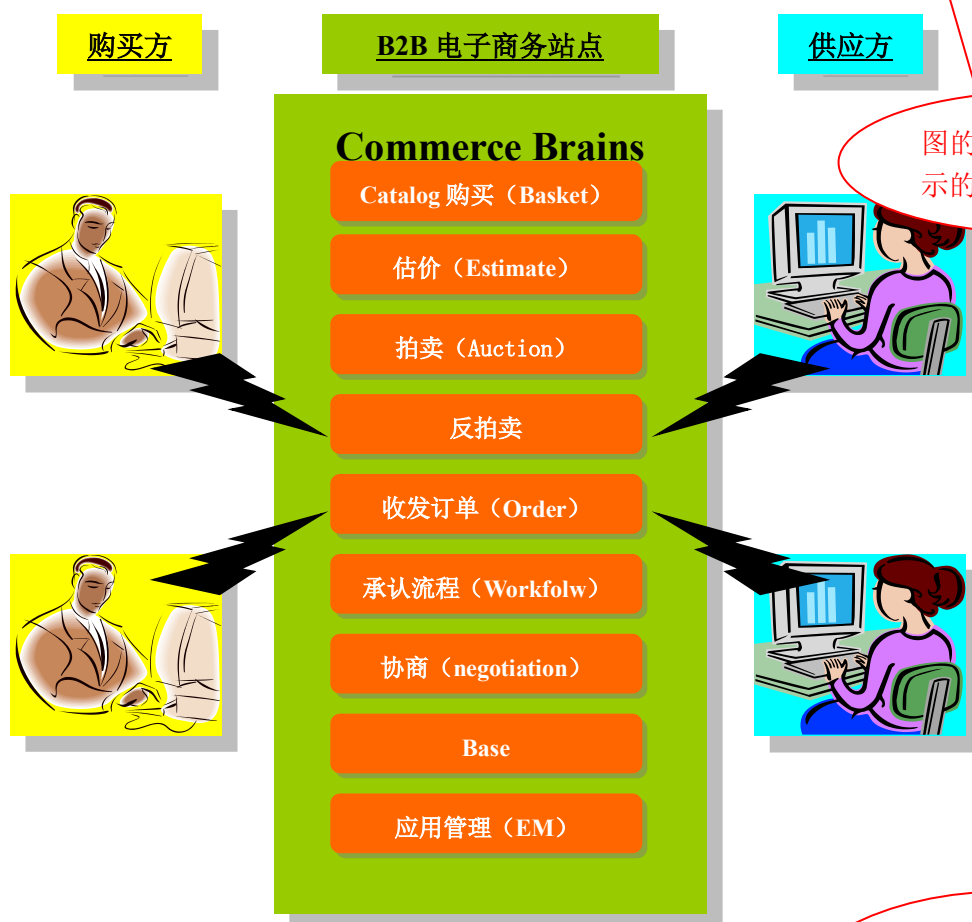 购买方
B2B 电子商务站点
供应方
图的
示的
Commerce Brains
Catalog 购买（Basket）
估价（Estimate）
拍卖（Auction）
反拍卖
收发订单（Order）
承认流程（Workfolw）
协商（negotiation）
Base
应用管理（EM）